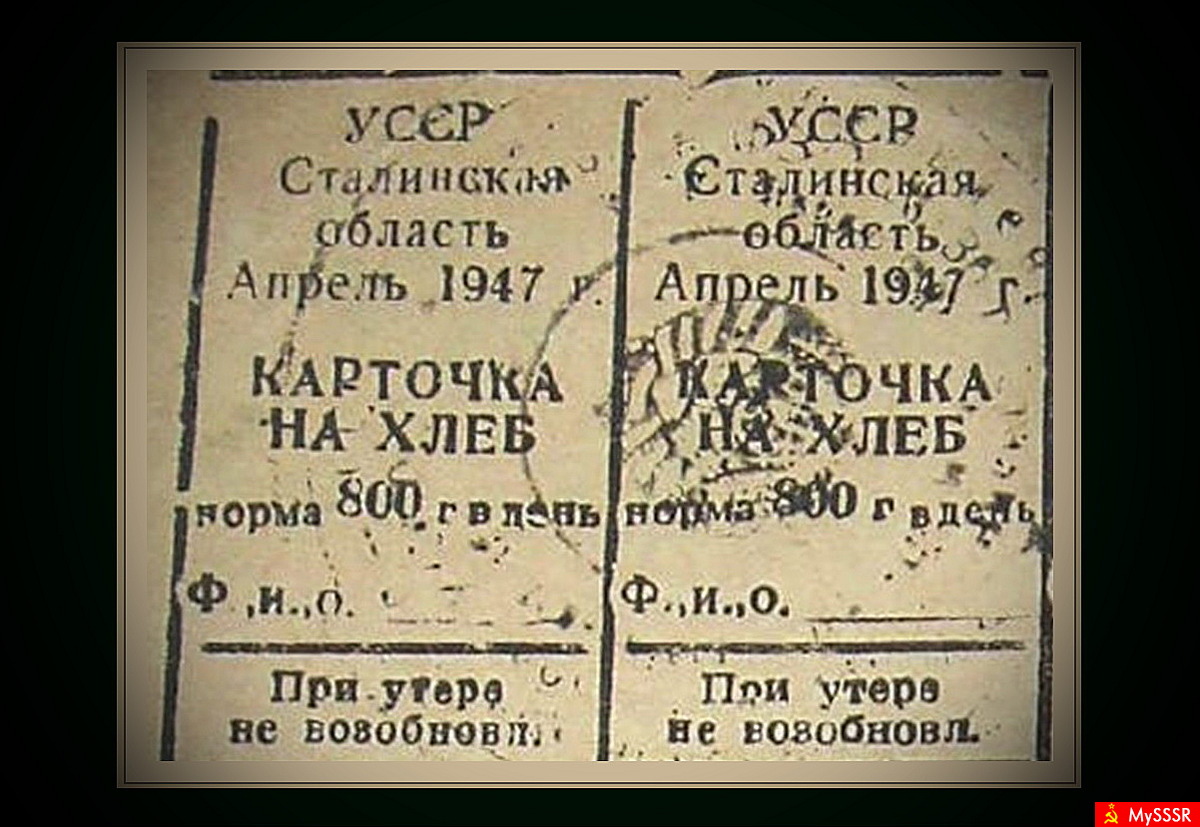 УССР
Сталинская
область
Апрель 1947 г.
КАРТОЧКА
НА ХЛЕБ
норма 800 г в день
Ф.,и.,о.
При утере
не возобновл.
УССР
Сталинская
область
Апрель 1947 г.
КАРТОЧКА
НА ХЛЕБ
норма 800 г в день
Ф.,и.,о.
При утере
не возобновл.
MySSSR